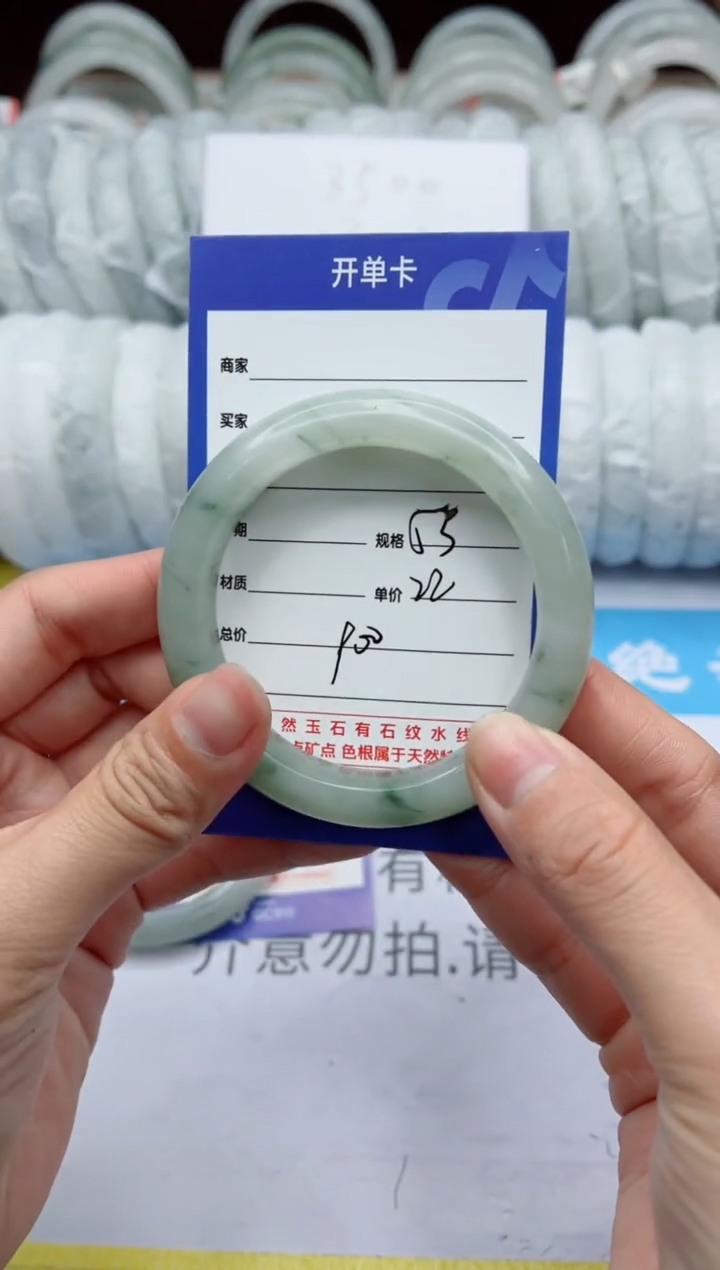 开单卡
商家
买家
期 规格 53
材质 单价 22
总价
然玉石有石纹水线
矿点 色根属于天然
绝
有
介意勿拍.请